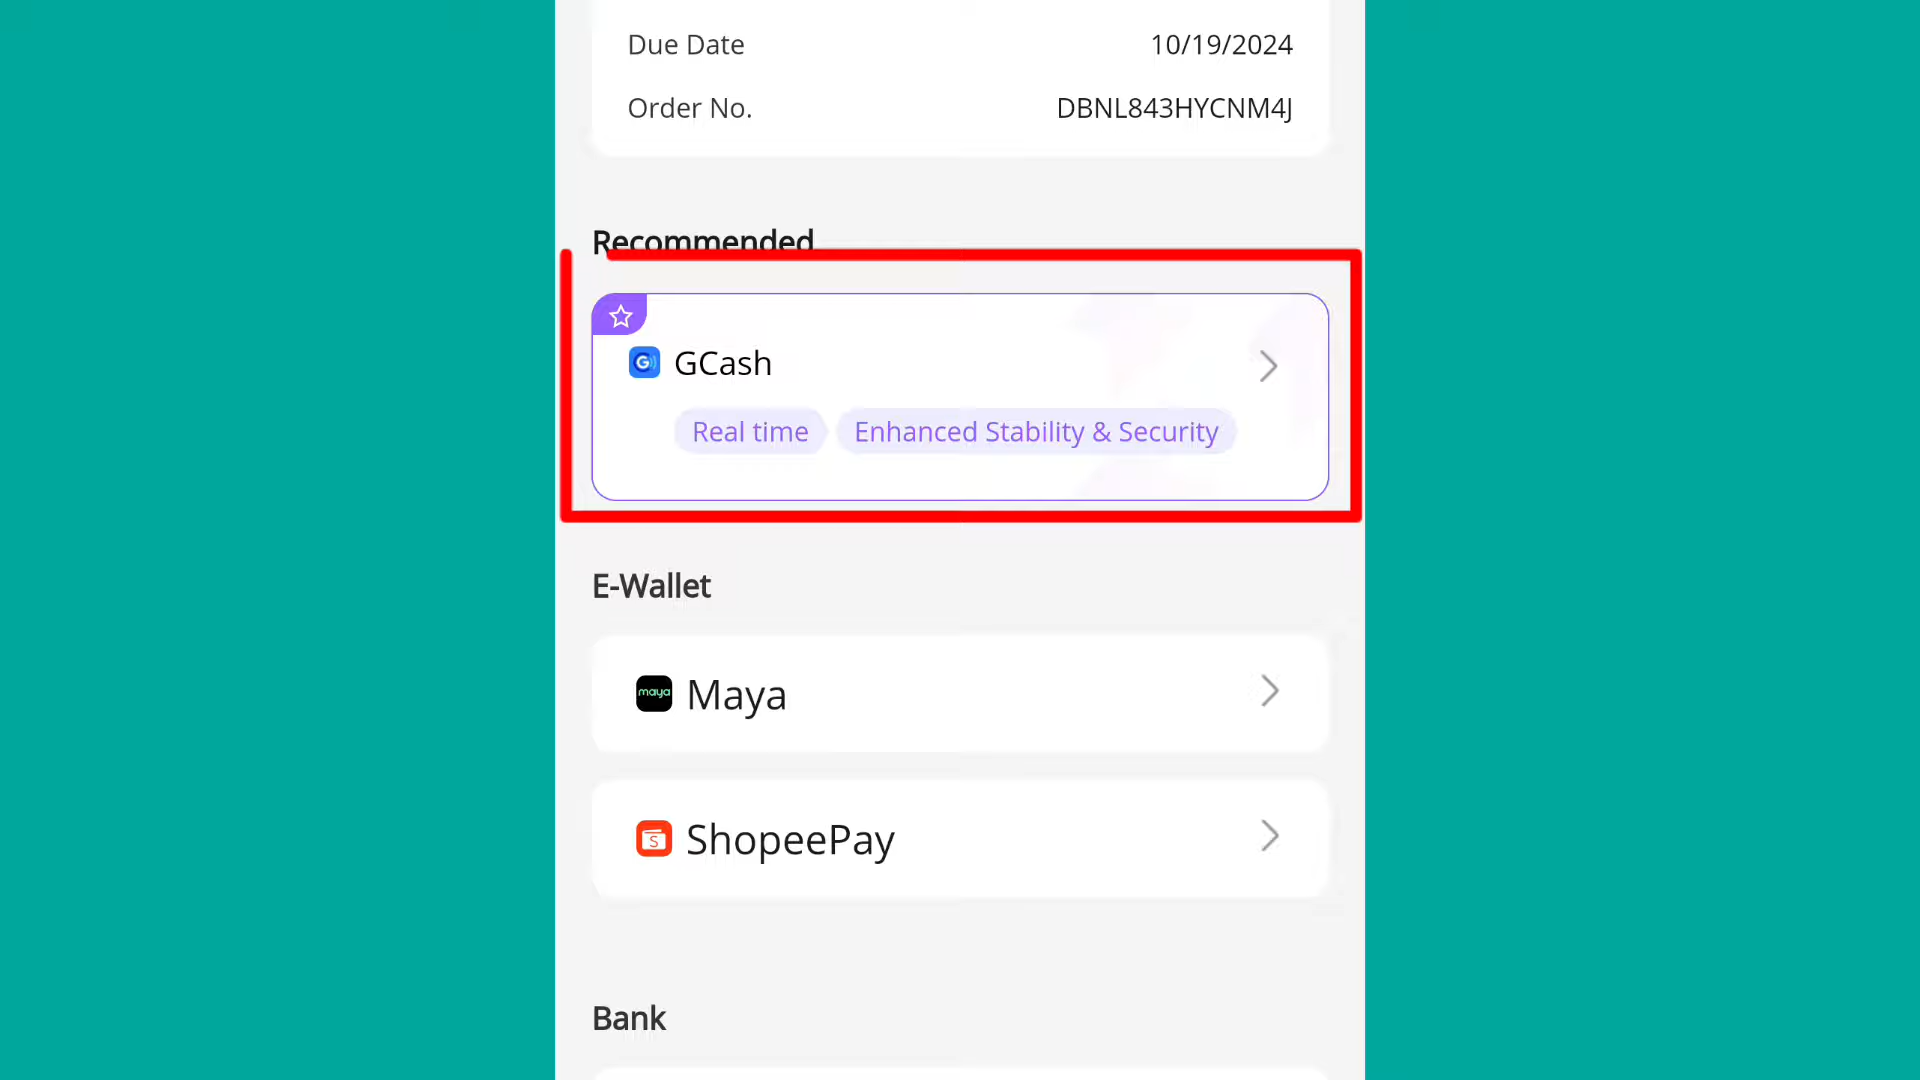 Due Date 10/19/2024
Order No. DBNL843HYCNM4J
Recommended
GCash
Real time Enhanced Stability & Security
E-Wallet
maya Maya
S ShopeePay
Bank